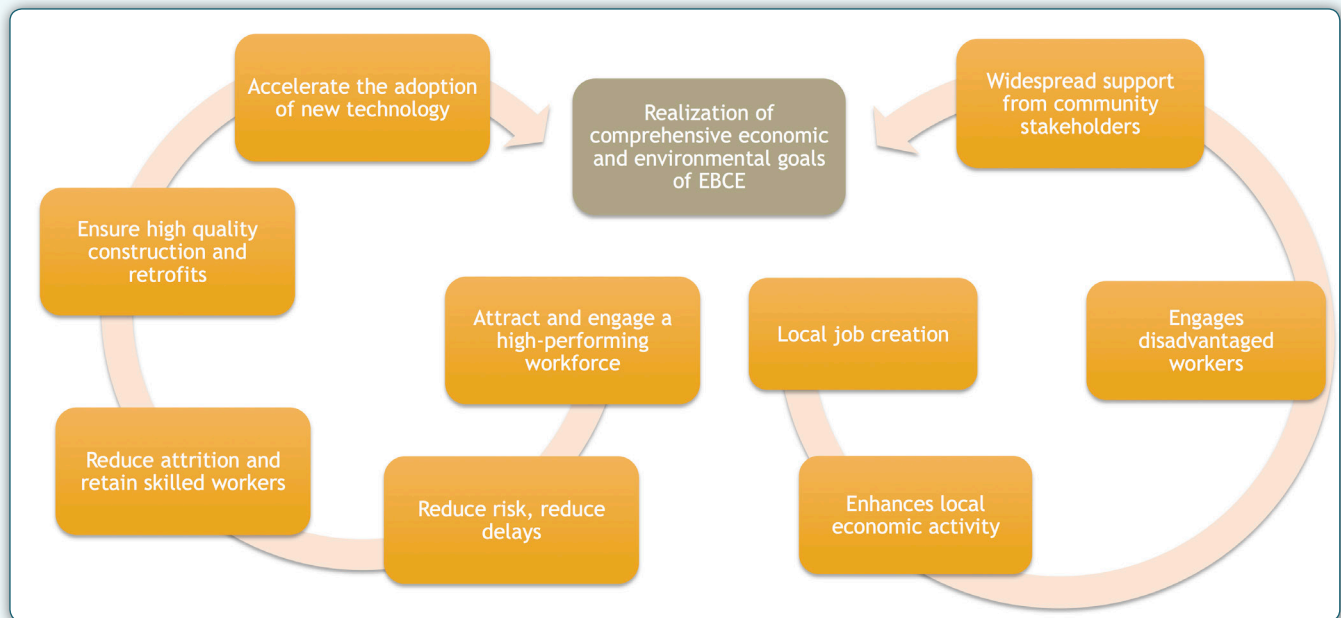 Accelerate the adoption
of new technology
Realization of
comprehensive economic
and environmental goals
of EBCE
Widespread support
from community
stakeholders
Ensure high quality
construction and
retrofits
Attract and engage a
high-performing
workforce
Local job creation
Engages
disadvantaged
workers
Reduce attrition and
retain skilled workers
Reduce risk, reduce
delays
Enhances local
economic activity